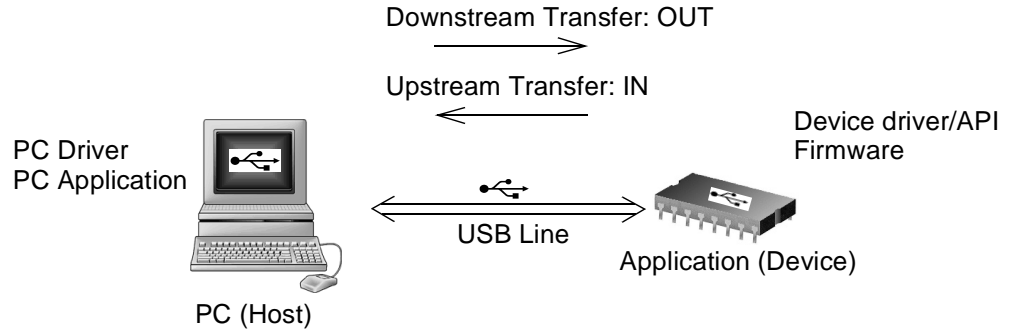 Downstream Transfer: OUT
Upstream Transfer: IN
Device driver/API
Firmware
PC Driver
PC Application
USB Line
Application (Device)
PC (Host)